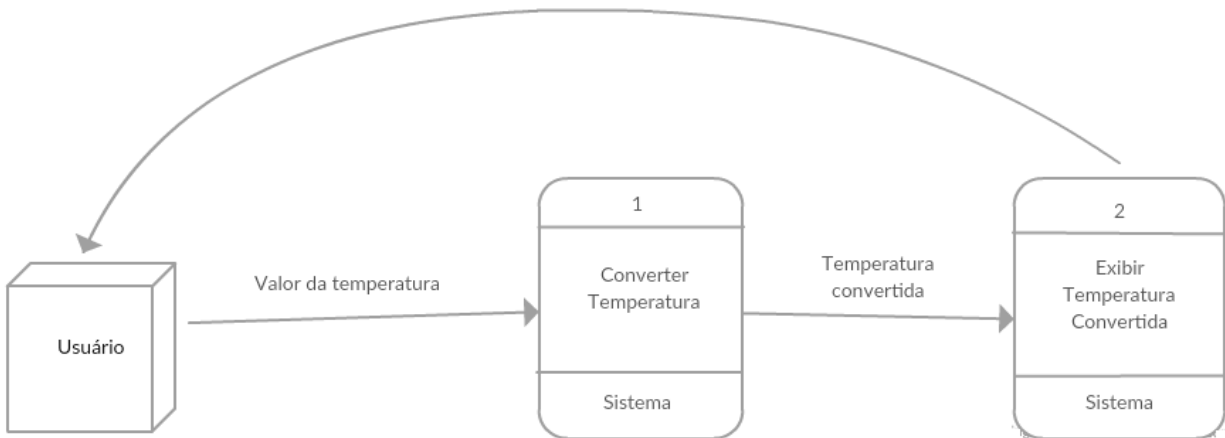 1
2
Valor da temperatura
Converter
Temperatura
Temperatura
convertida
Exibir
Temperatura
Convertida
Usuário
Sistema
Sistema